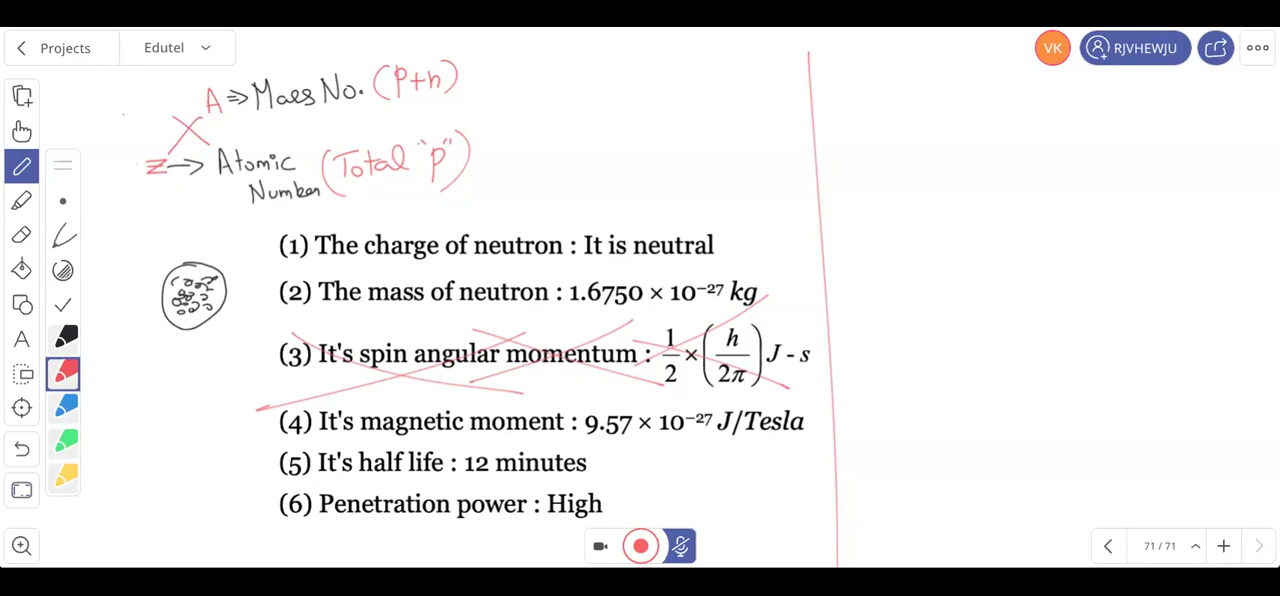 Projects
Edutel
VK
RJVHEWJU
A ⇒ Mass No. (P+n)
X
Z → Atomic Number (Total "p")
(1) The charge of neutron : It is neutral
(2) The mass of neutron : 1.6750 × 10⁻²⁷ kg
(3) It's spin angular momentum : 1/2 × (h/2π) J - s
(4) It's magnetic moment : 9.57 × 10⁻²⁷ J/Tesla
(5) It's half life : 12 minutes
(6) Penetration power : High
A
71 / 71